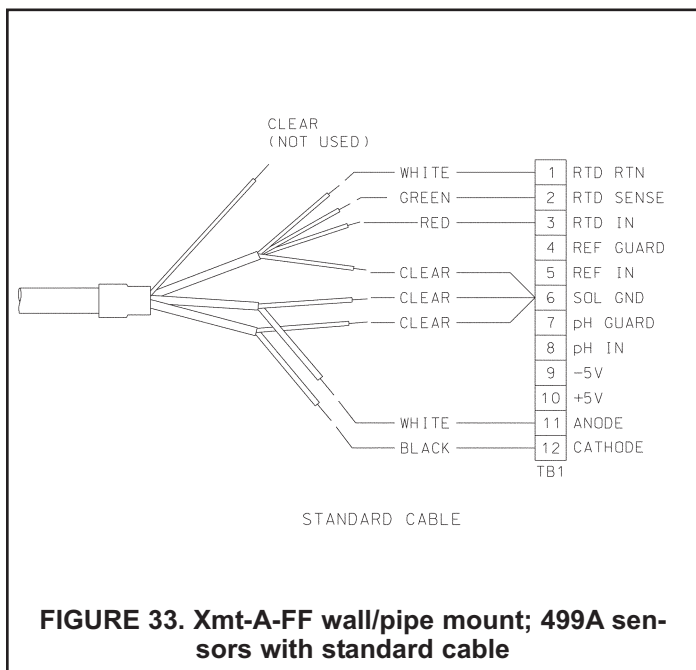 CLEAR
(NOT USED)
WHITE 1 RTD RTN
GREEN 2 RTD SENSE
RED 3 RTD IN
4 REF GUARD
CLEAR 5 REF IN
CLEAR 6 SOL GND
CLEAR 7 pH GUARD
8 pH IN
9 -5V
10 +5V
WHITE 11 ANODE
BLACK 12 CATHODE
TB1
STANDARD CABLE
FIGURE 33. Xmt-A-FF wall/pipe mount; 499A sen-
sors with standard cable